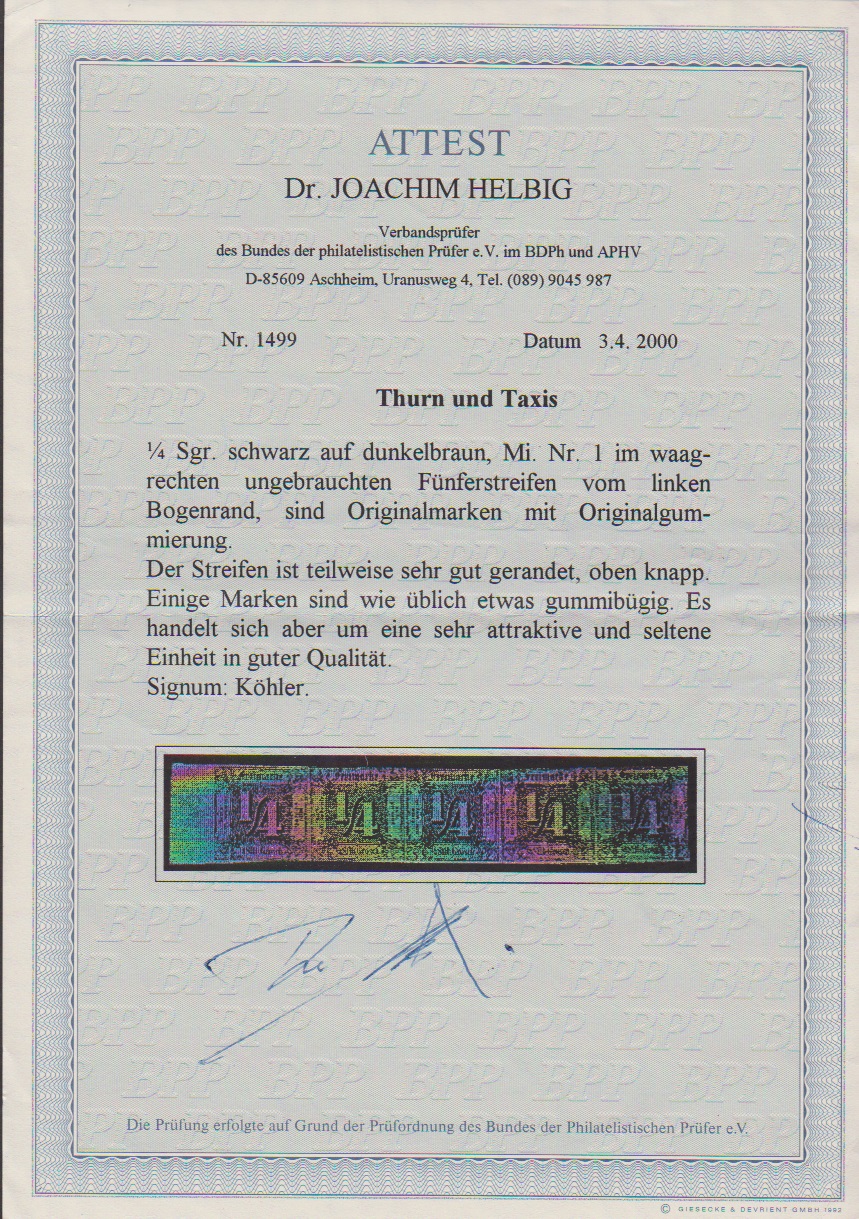 ATTEST
Dr. JOACHIM HELBIG
Verbandsprüfer
des Bundes der philatelistischen Prüfer e.V. im BDPh und APHV
D-85609 Aschheim, Uranusweg 4, Tel. (089) 9045 987
Nr. 1499 Datum 3.4. 2000
Thurn und Taxis
¼ Sgr. schwarz auf dunkelbraun, Mi. Nr. 1 im waag-
rechten ungebrauchten Fünferstreifen vom linken
Bogenrand, sind Originalmarken mit Originalgum-
mierung.
Der Streifen ist teilweise sehr gut gerandet, oben knapp.
Einige Marken sind wie üblich etwas gummibügig. Es
handelt sich aber um eine sehr attraktive und seltene
Einheit in guter Qualität.
Signum: Köhler.
¼ ¼ ¼ ¼ ¼
Die Prüfung erfolgte auf Grund der Prüfordnung des Bundes der Philatelistischen Prüfer e.V.
© GIESECKE & DEVRIENT GMBH 1992